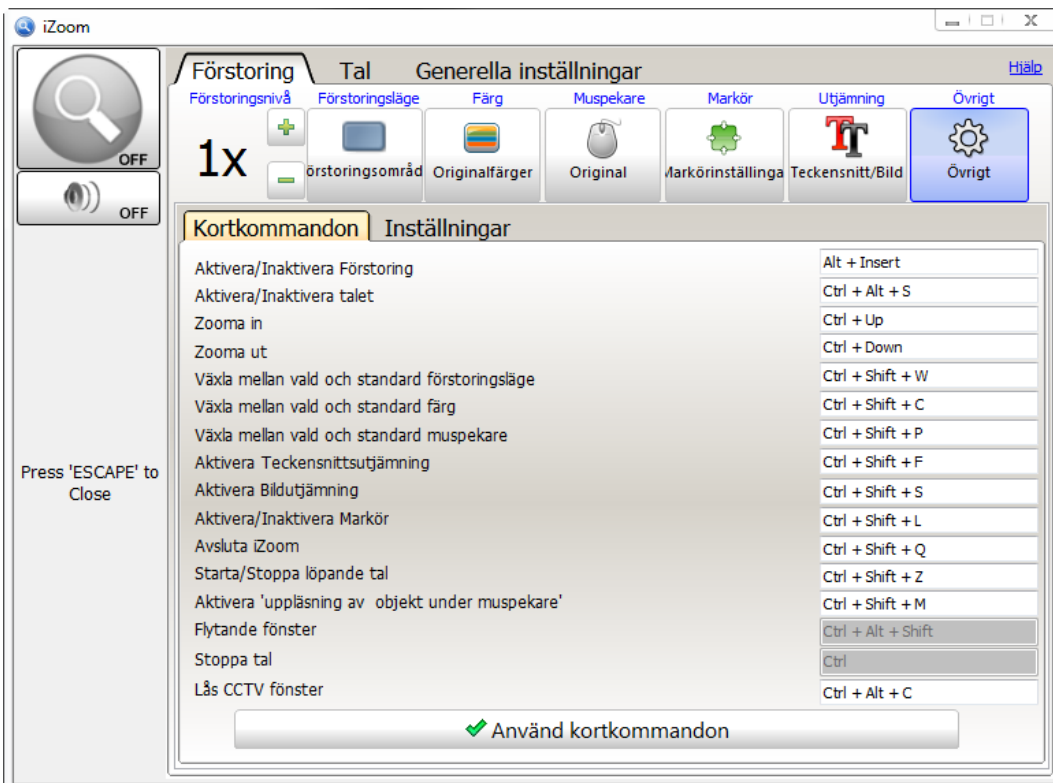 iZoom
OFF
OFF
Press 'ESCAPE' to
Close
Förstoring Tal Generella inställningar Hjälp
Förstoringsnivå Förstoringsläge Färg Muspekare Markör Utjämning Övrigt
1x örstoringsområd Originalfärger Original Markörinställinga Teckensnitt/Bild Övrigt
Kortkommandon Inställningar
Aktivera/Inaktivera Förstoring Alt + Insert
Aktivera/Inaktivera talet Ctrl + Alt + S
Zooma in Ctrl + Up
Zooma ut Ctrl + Down
Växla mellan vald och standard förstoringsläge Ctrl + Shift + W
Växla mellan vald och standard färg Ctrl + Shift + C
Växla mellan vald och standard muspekare Ctrl + Shift + P
Aktivera Teckensnittsutjämning Ctrl + Shift + F
Aktivera Bildutjämning Ctrl + Shift + S
Aktivera/Inaktivera Markör Ctrl + Shift + L
Avsluta iZoom Ctrl + Shift + Q
Starta/Stoppa löpande tal Ctrl + Shift + Z
Aktivera 'uppläsning av  objekt under muspekare' Ctrl + Shift + M
Flytande fönster Ctrl + Alt + Shift
Stoppa tal Ctrl
Lås CCTV fönster Ctrl + Alt + C
Använd kortkommandon